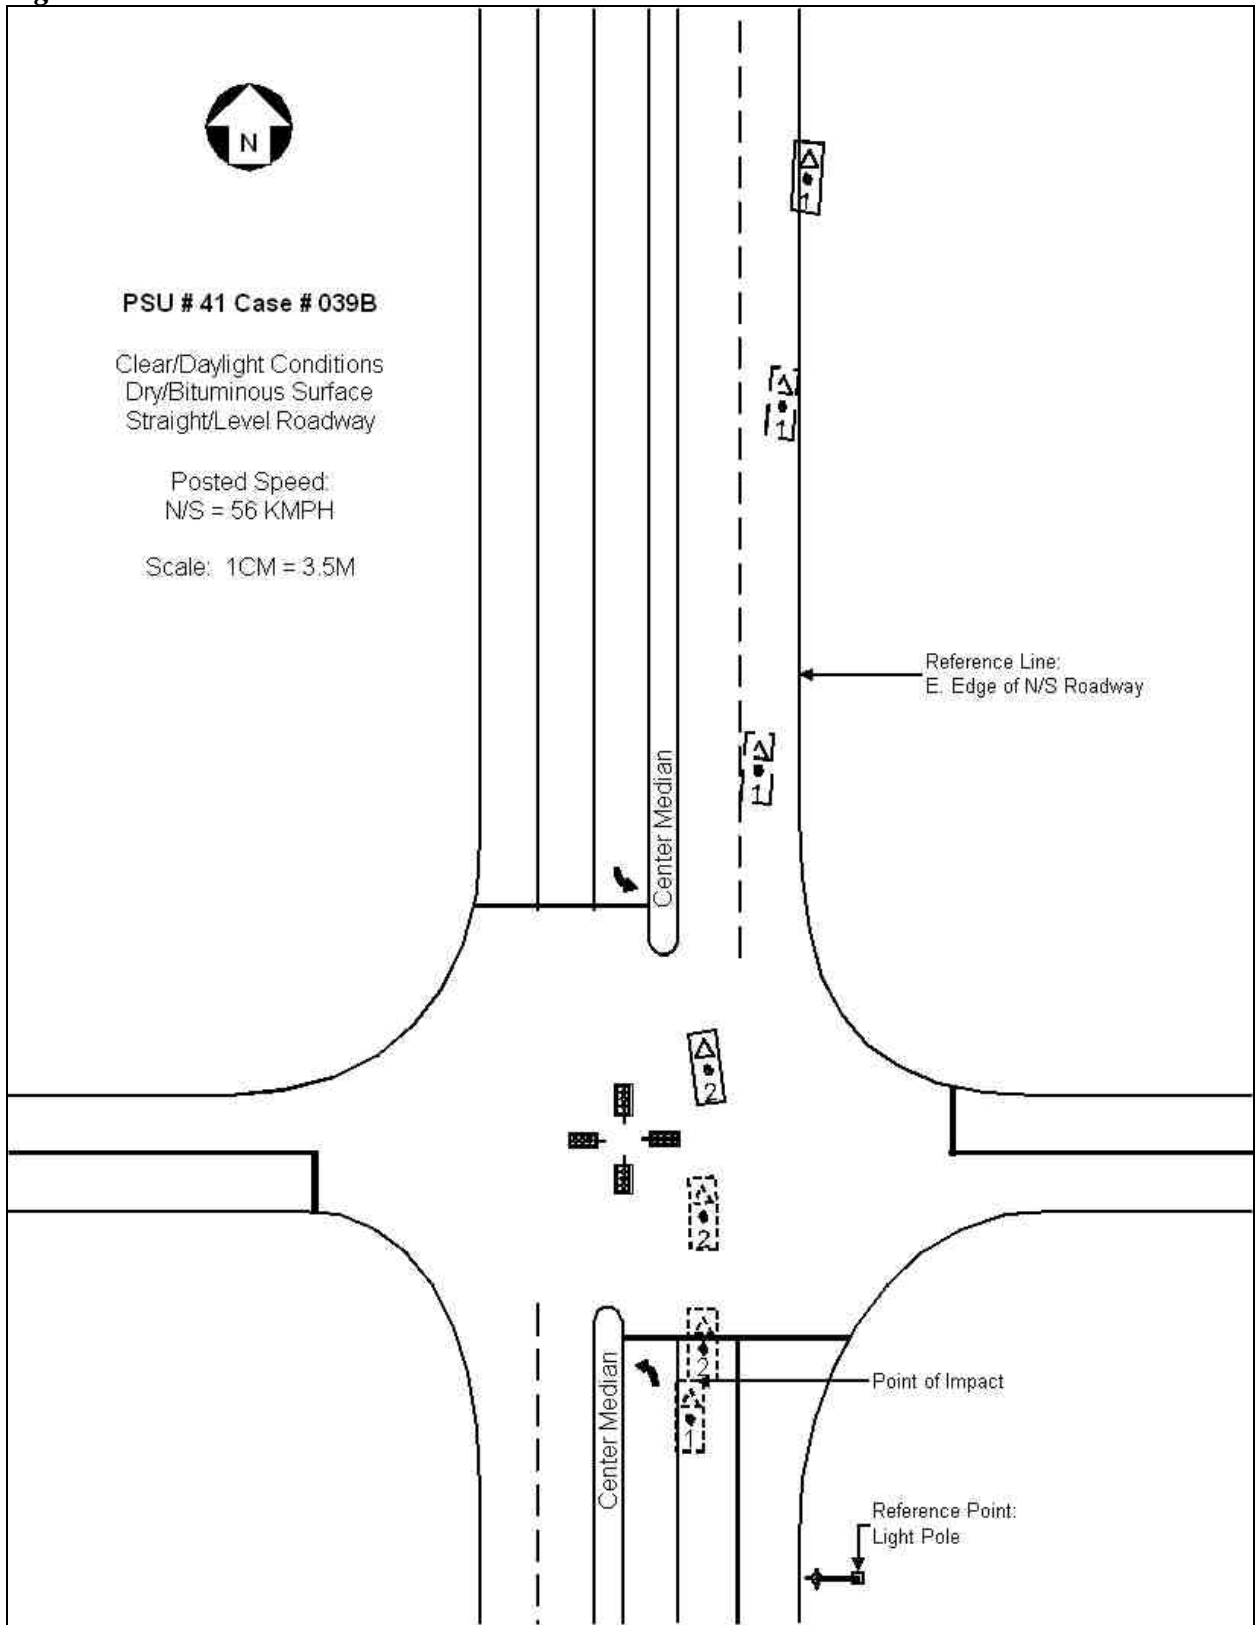 N
PSU # 41 Case # 039B
Clear/Daylight Conditions
Dry/Bituminous Surface
Straight/Level Roadway
Posted Speed:
N/S = 56 KMPH
Scale: 1CM = 3.5M
1
1
Reference Line:
E. Edge of N/S Roadway
1
Center Median
2
2
2
Point of Impact
1
Center Median
Reference Point:
Light Pole